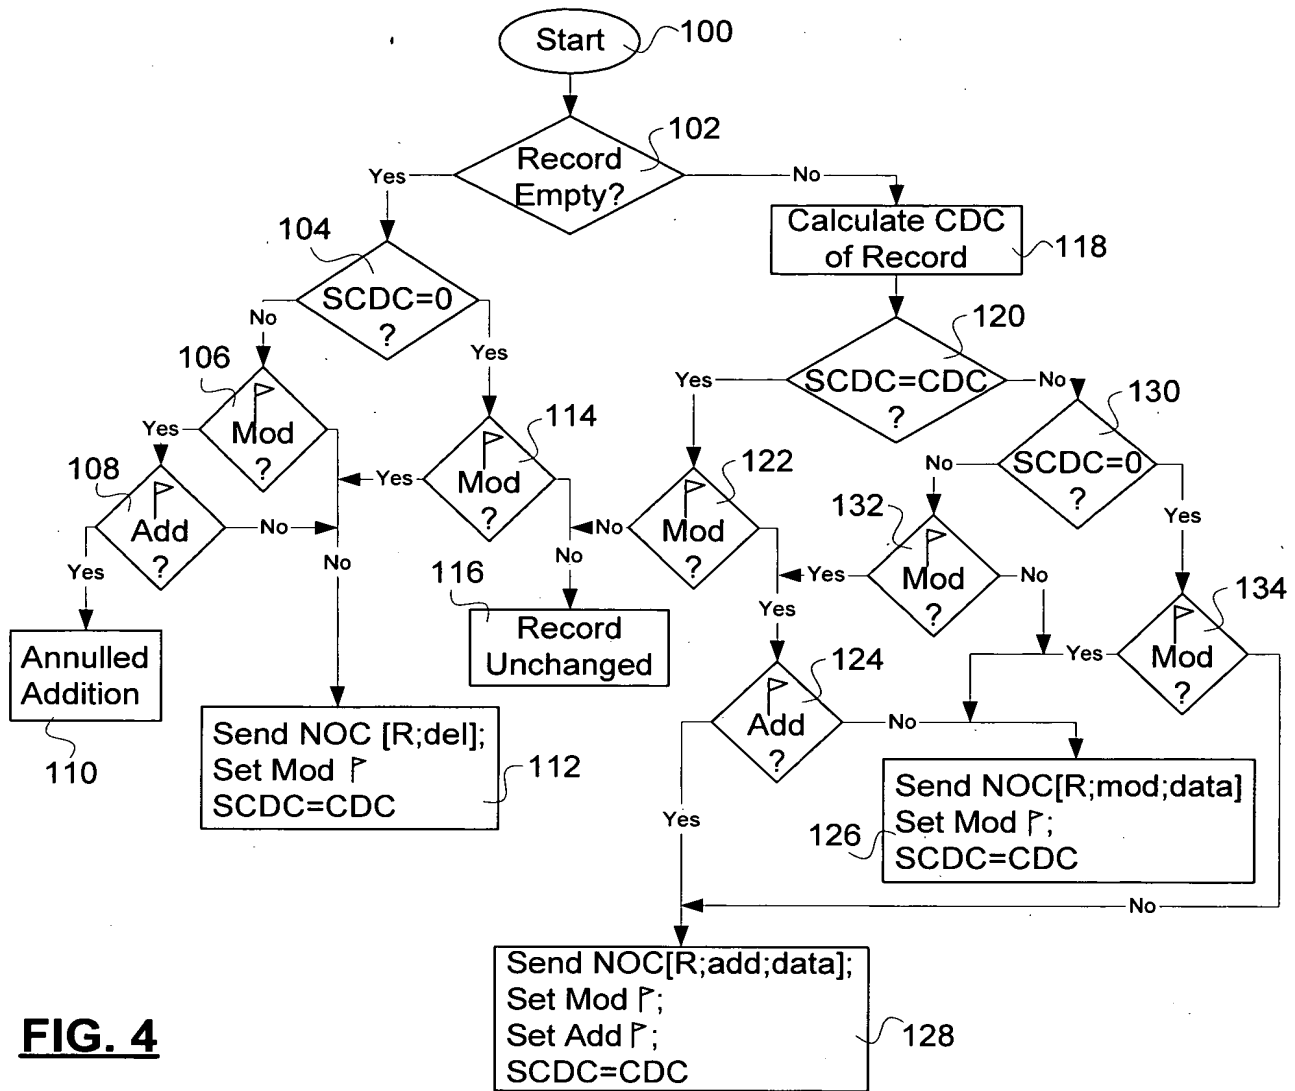 Start
100
Record
Empty?
102
Yes
No
Calculate CDC
of Record
118
104
SCDC=0
?
No
Yes
120
SCDC=CDC
?
Yes
No
106
Mod
?
Yes
No
114
Mod
?
Yes
No
130
SCDC=0
?
No
Yes
108
Add
?
No
Yes
122
Mod
?
No
Yes
132
Mod
?
Yes
No
134
Mod
?
Yes
No
116
Record
Unchanged
Annulled
Addition
110
124
Add
?
No
Yes
Send NOC [R;del];
Set Mod
SCDC=CDC
112
Send NOC[R;mod;data]
Set Mod ;
SCDC=CDC
126
Send NOC[R;add;data];
Set Mod ;
Set Add ;
SCDC=CDC
128
FIG. 4